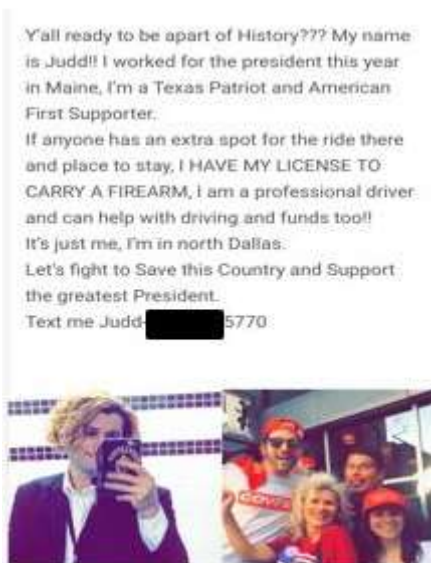 Y'all ready to be apart of History??? My name
is Judd!! I worked for the president this year
in Maine, I'm a Texas Patriot and American
First Supporter.
If anyone has an extra spot for the ride there
and place to stay, I HAVE MY LICENSE TO
CARRY A FIREARM, I am a professional driver
and can help with driving and funds too!!
It's just me, I'm in north Dallas.
Let's fight to Save this Country and Support
the greatest President.
Text me Judd-
5770